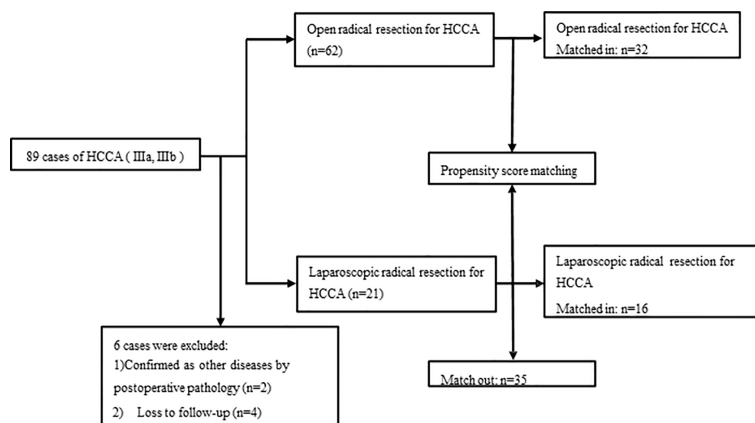 Open radical resection for HCCA
(n=62)
Open radical resection for HCCA
Matched in: n=32
89 cases of HCCA ( IIIa, IIIb )
Propensity score matching
Laparoscopic radical resection for
HCCA (n=21)
Laparoscopic radical resection for
HCCA
Matched in: n=16
6 cases were excluded:
1)Confirmed as other diseases by
postoperative pathology (n=2)
2) Loss to follow-up (n=4)
Match out: n=35